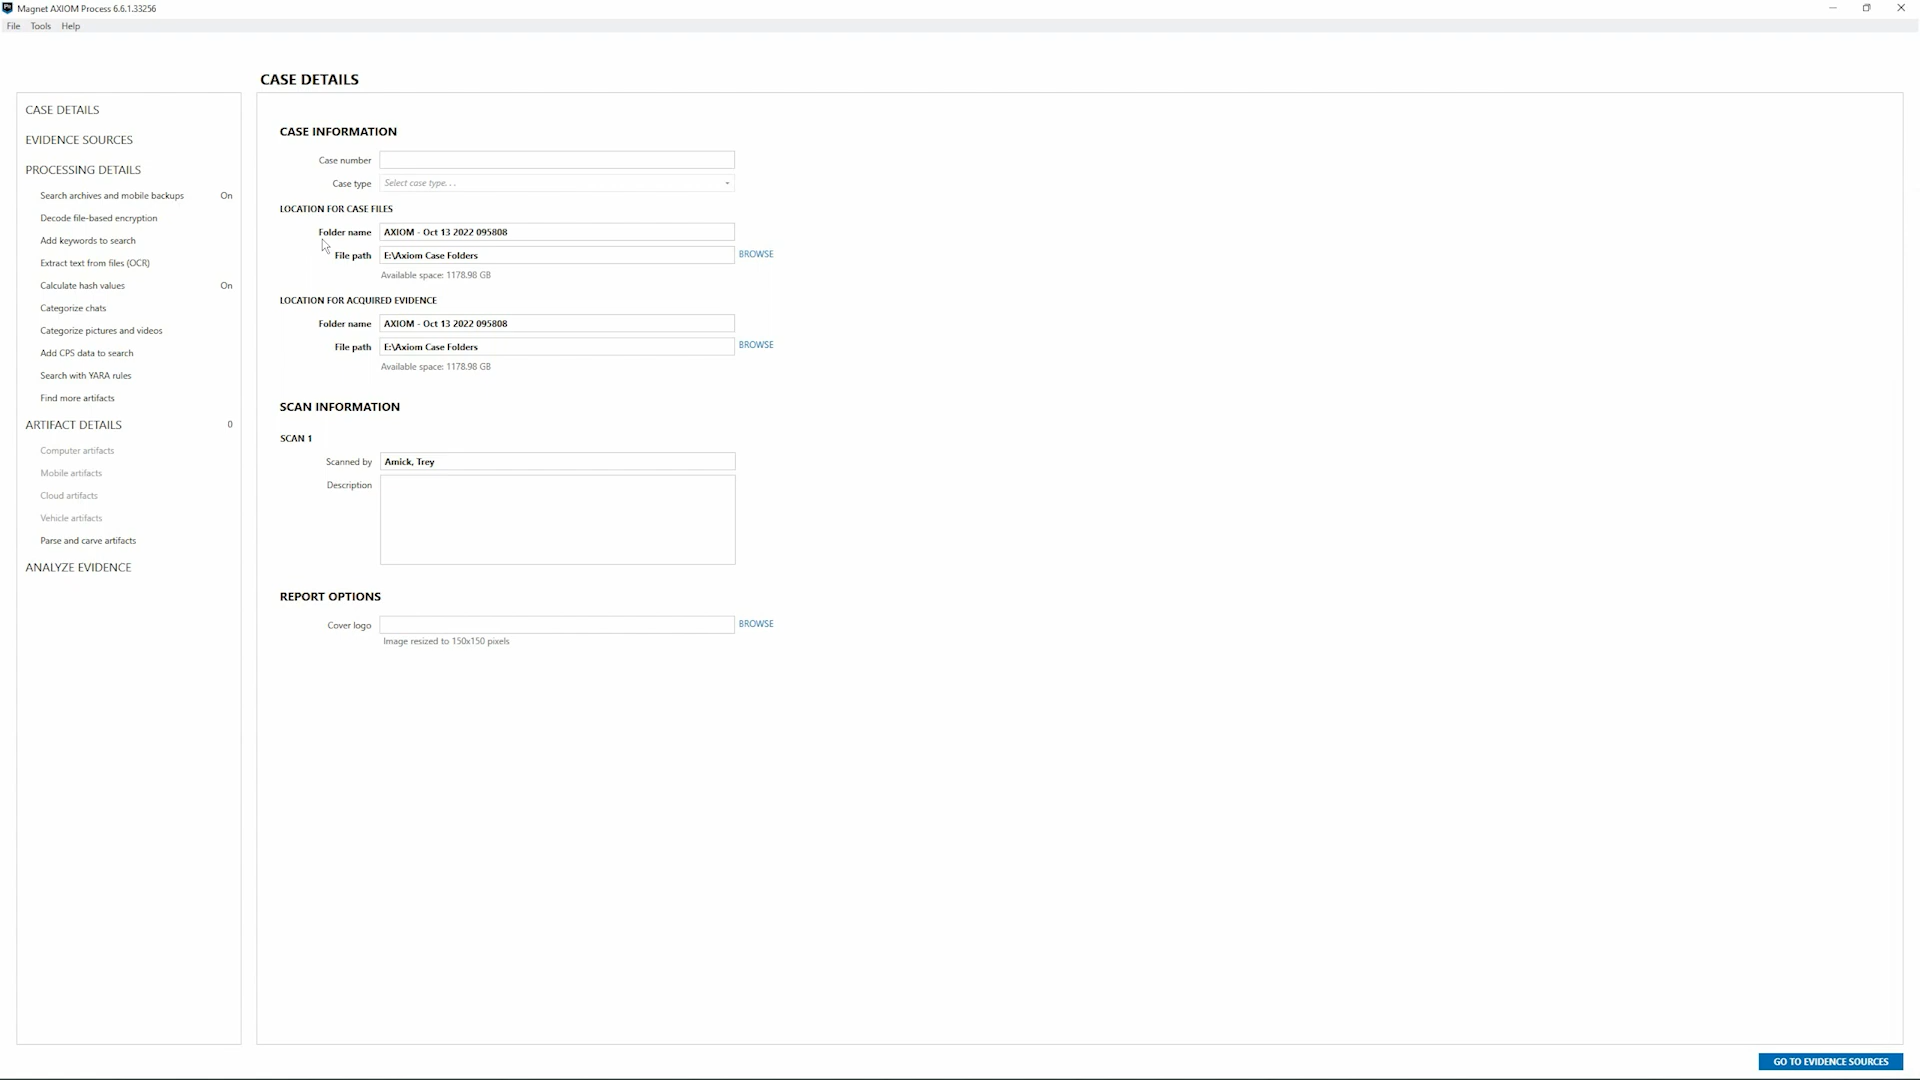 Magnet AXIOM Process 6.6.1.33256
File Tools Help
CASE DETAILS
CASE DETAILS
EVIDENCE SOURCES
PROCESSING DETAILS
Search archives and mobile backups On
Decode file-based encryption
Add keywords to search
Extract text from files (OCR)
Calculate hash values On
Categorize chats
Categorize pictures and videos
Add CPS data to search
Search with YARA rules
Find more artifacts
ARTIFACT DETAILS 0
Computer artifacts
Mobile artifacts
Cloud artifacts
Vehicle artifacts
Parse and carve artifacts
ANALYZE EVIDENCE
CASE INFORMATION
Case number
Case type Select case type. . .
LOCATION FOR CASE FILES
Folder name AXIOM - Oct 13 2022 095808
File path E:\Axiom Case Folders BROWSE
Available space: 1178.98 GB
LOCATION FOR ACQUIRED EVIDENCE
Folder name AXIOM - Oct 13 2022 095808
File path E:\Axiom Case Folders BROWSE
Available space: 1178.98 GB
SCAN INFORMATION
SCAN 1
Scanned by Amick, Trey
Description
REPORT OPTIONS
Cover logo BROWSE
Image resized to 150x150 pixels
GO TO EVIDENCE SOURCES